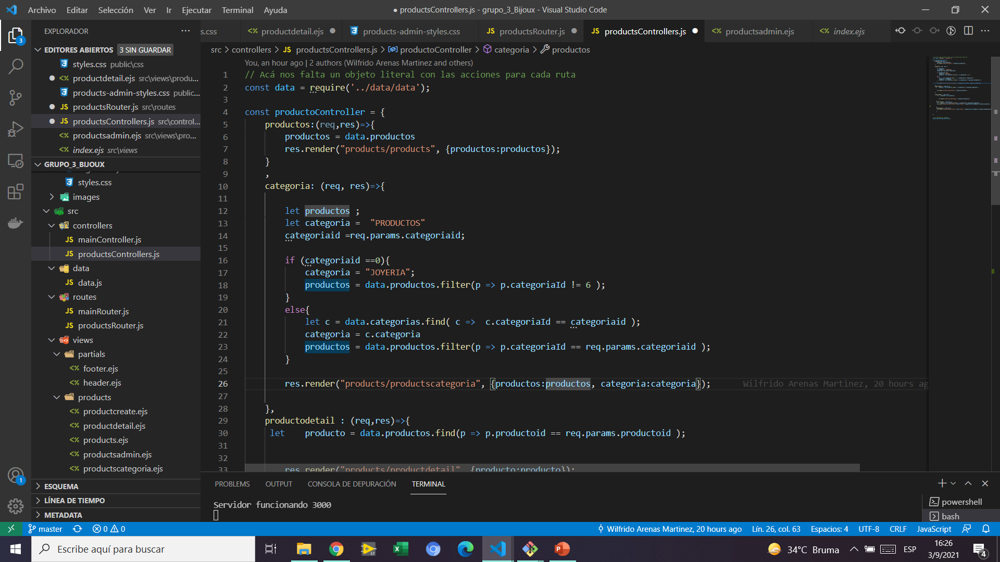 Archivo Editar Selección Ver Ir Ejecutar Terminal Ayuda
● productsControllers.js - grupo_3_Bijoux - Visual Studio Code
EXPLORADOR
s.css
productdetail.ejs
products-admin-styles.css
productsRouter.js
productsControllers.js
productsadmin.ejs
index.ejs
EDITORES ABIERTOS 3 SIN GUARDAR
styles.css public\css
productdetail.ejs src\views\produ...
products-admin-styles.css public...
productsRouter.js src\routes
productsControllers.js src\control...
productsadmin.ejs src\views\pro...
index.ejs src\views
GRUPO_3_BIJOUX
styles.css
images
src
controllers
mainController.js
productsControllers.js
data
data.js
routes
mainRouter.js
productsRouter.js
views
partials
footer.ejs
header.ejs
products
productcreate.ejs
productdetail.ejs
products.ejs
productsadmin.ejs
productscategoria.ejs
ESQUEMA
LÍNEA DE TIEMPO
METADATA
src > controllers > JS productsControllers.js > productoController > categoria > productos
You, an hour ago | 2 authors (Wilfrido Arenas Martinez and others)
1 // Acá nos falta un objeto literal con las acciones para cada ruta
2 const data = require('../data/data');
3
4 const productoController = {
5 productos:(req,res)=>{
6 productos = data.productos
7 res.render("products/products", {productos:productos});
8 }
9 ,
10 categoria: (req, res)=>{
11
12 let productos ;
13 let categoria =  "PRODUCTOS"
14 categoriaid =req.params.categoriaid;
15
16 if (categoriaid ==0){
17 categoria = "JOYERIA";
18 productos = data.productos.filter(p => p.categoriaId != 6 );
19 }
20 else{
21 let c = data.categorias.find( c =>  c.categoriaId == categoriaid );
22 categoria = c.categoria
23 productos = data.productos.filter(p => p.categoriaId == req.params.categoriaid );
24 }
25
26 res.render("products/productscategoria", {productos:productos, categoria:categoria}); Wilfrido Arenas Martinez, 20 hours ag
27
28 },
29 productodetail : (req,res)=>{
30 let    producto = data.productos.find(p => p.productoid == req.params.productoid );
31
32
33 res.render("products/productdetail", {producto:producto});
PROBLEMS OUTPUT CONSOLA DE DEPURACIÓN TERMINAL
Servidor funcionando 3000
powershell
bash
master 0 0 Wilfrido Arenas Martinez, 20 hours ago Lín. 26, col. 63 Espacios: 4 UTF-8 CRLF JavaScript
Escribe aquí para buscar
34°C Bruma ESP
16:26
3/9/2021
4